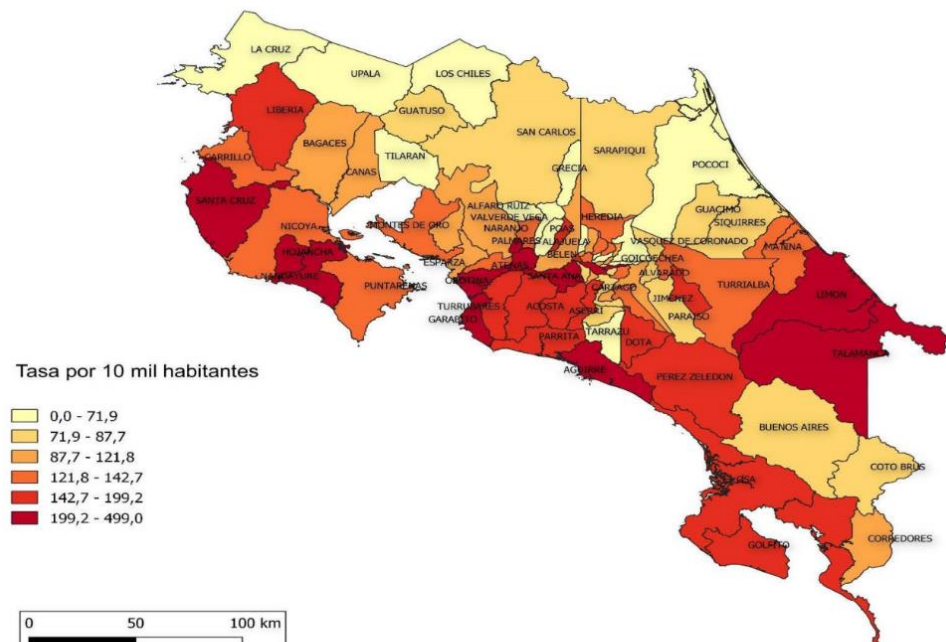 LA CRUZ
UPALA
LOS CHILES
LIBERIA
GUATUSO
SAN CARLOS
BAGACES
SARAPIQUI
CARRILLO
TILARAN
GRECIA
POCOCI
CANAS
SANTA CRUZ
ALFARO RUIZ
GUACIMO
NICOYA
MONTES DE ORO
VALVERDE VEGA
HEREDIA
SIQUIRRES
NARANJO
POAS
PALMARES
ALAJUELA
VASQUEZ DE CORONADO
MATINA
HOJANCHA
BELEN
GOICOECHEA
ESPARZA
ATENAS
ALVARADO
NANDAYURE
OROTINA
SANTA ANA
TURRIALBA
PUNTARENAS
CARTAGO
JIMENEZ
LIMON
TURRUBARES
ACOSTA
ASERRI
PARAISO
GARABITO
TARRAZU
PARRITA
DOTA
TALAMANCA
AGUIRRE
PEREZ ZELEDON
BUENOS AIRES
COTO BRUS
OSA
CORREDORES
GOLFITO
Tasa por 10 mil habitantes
0,0 - 71,9
71,9 - 87,7
87,7 - 121,8
121,8 - 142,7
142,7 - 199,2
199,2 - 499,0
0 50 100 km